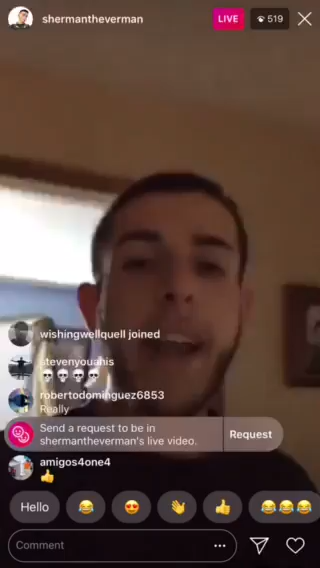 shermantheverman
LIVE
519
wishingwellquell joined
stevenyouahis
💀💀💀💀
robertodominguez6853
Really
Send a request to be in
shermantheverman's live video.
Request
amigos4one4
👍
Hello 😂 😍 👋 👍 😂😂😂
Comment